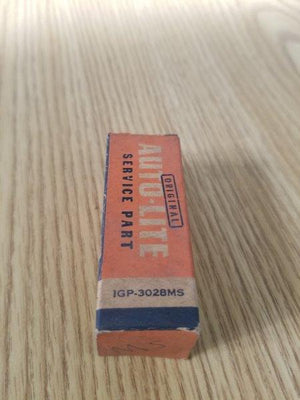 ORIGINAL
AUTO-LITE
SERVICE PART
IGP-3028MS